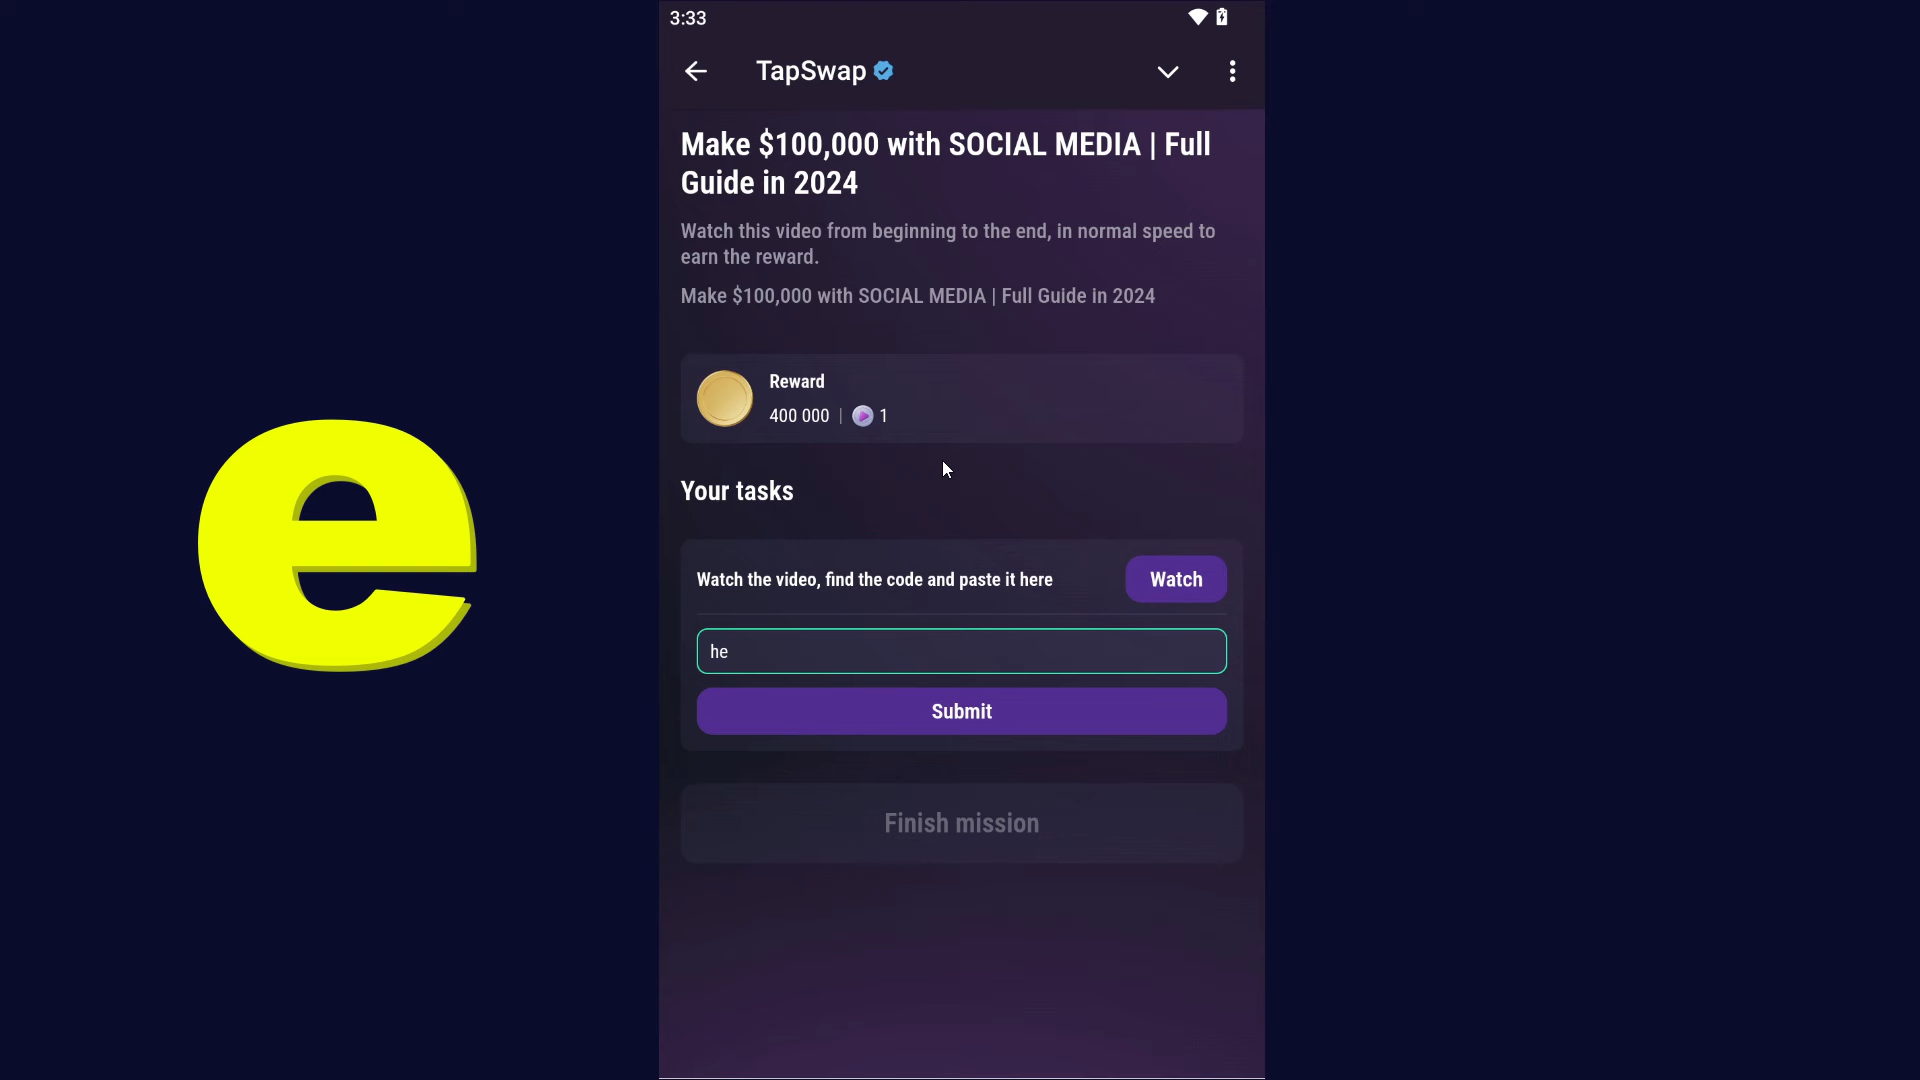 3:33
TapSwap
Make $100,000 with SOCIAL MEDIA | Full
Guide in 2024
Watch this video from beginning to the end, in normal speed to
earn the reward.
Make $100,000 with SOCIAL MEDIA | Full Guide in 2024
Reward
400 000 | 1
e
Your tasks
Watch the video, find the code and paste it here
Watch
he
Submit
Finish mission